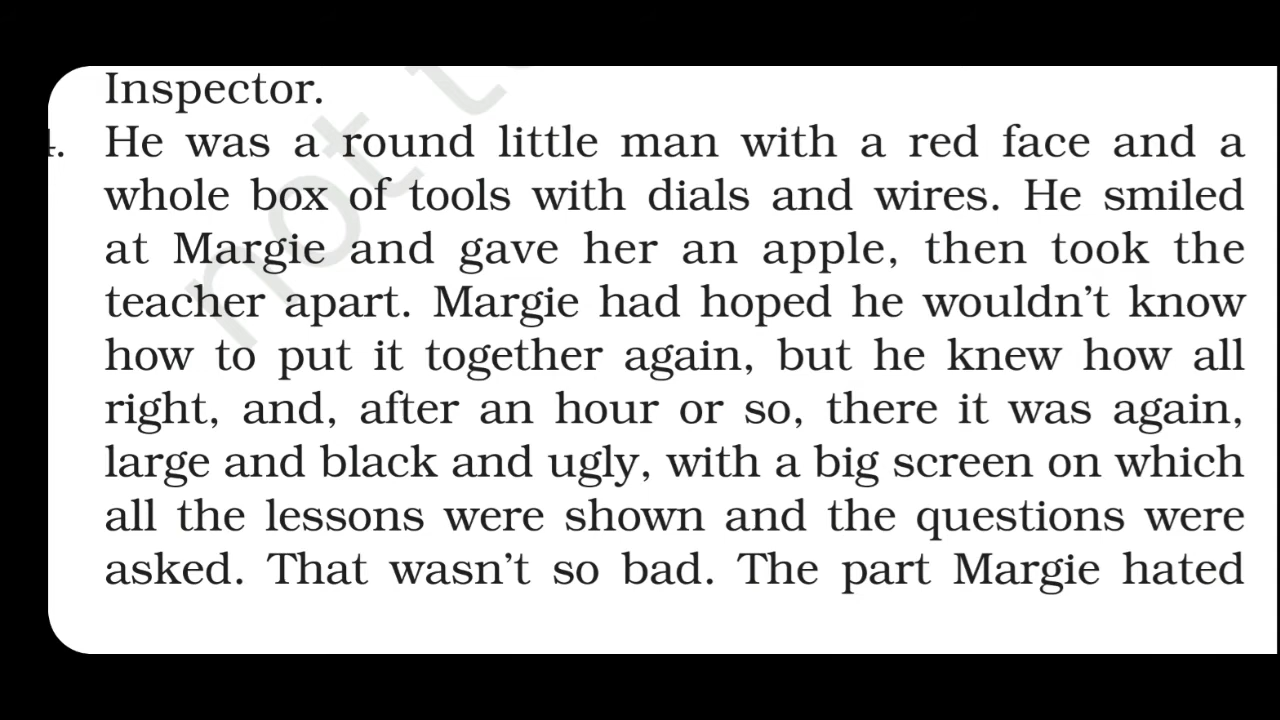 Inspector.
4. He was a round little man with a red face and a
whole box of tools with dials and wires. He smiled
at Margie and gave her an apple, then took the
teacher apart. Margie had hoped he wouldn’t know
how to put it together again, but he knew how all
right, and, after an hour or so, there it was again,
large and black and ugly, with a big screen on which
all the lessons were shown and the questions were
asked. That wasn’t so bad. The part Margie hated
not t